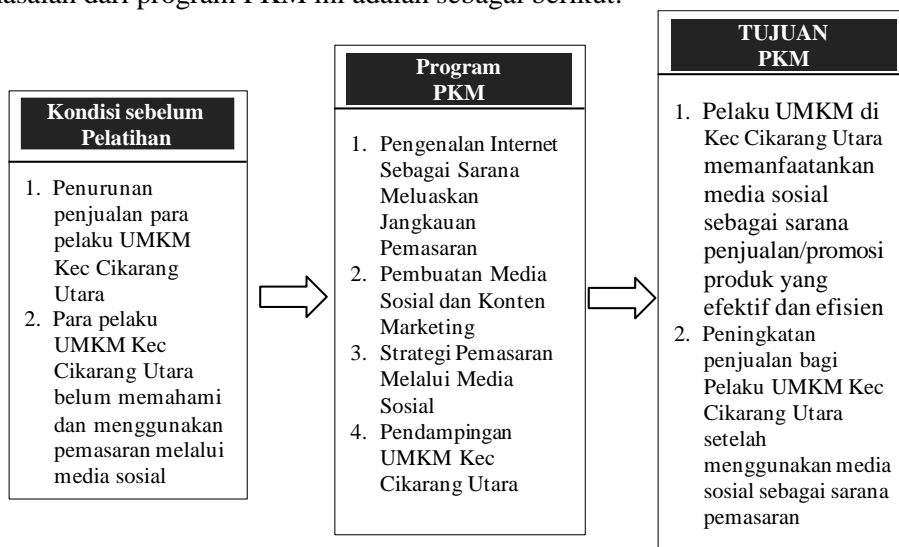 dari program PKM ini adalah sebagai berikut:
Kondisi sebelum
Pelatihan
1. Penurunan
penjualan para
pelaku UMKM
Kec Cikarang
Utara
2. Para pelaku
UMKM Kec
Cikarang Utara
belum memahami
dan menggunakan
pemasaran melalui
media sosial
Program
PKM
1. Pengenalan Internet
Sebagai Sarana
Meluaskan
Jangkauan
Pemasaran
2. Pembuatan Media
Sosial dan Konten
Marketing
3. Strategi Pemasaran
Melalui Media
Sosial
4. Pendampingan
UMKM Kec
Cikarang Utara
TUJUAN
PKM
1. Pelaku UMKM di
Kec Cikarang Utara
memanfaatankan
media sosial
sebagai sarana
penjualan/promosi
produk yang
efektif dan efisien
2. Peningkatan
penjualan bagi
Pelaku UMKM Kec
Cikarang Utara
setelah
menggunakan media
sosial sebagai sarana
pemasaran